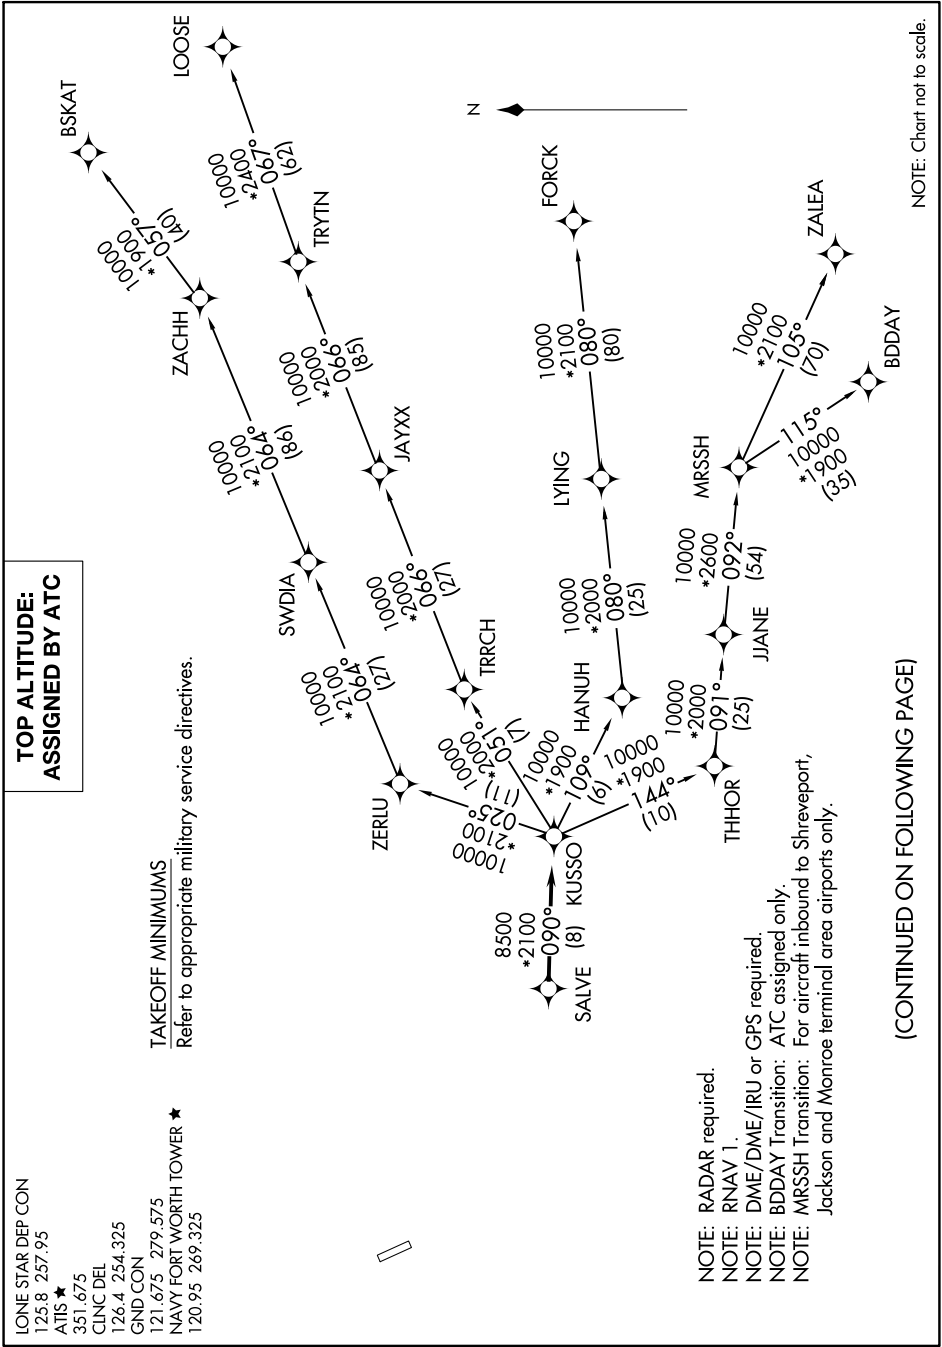 LONE STAR DEP CON
125.8 257.95
ATIS ★
351.675
CLNC DEL
126.4 254.325
GND CON
121.675 279.575
NAVY FORT WORTH TOWER ★
120.95 269.325
TAKEOFF MINIMUMS
Refer to appropriate military service directives.
TOP ALTITUDE:
ASSIGNED BY ATC
BSKAT
LOOSE
10000
*1900
057°
(40)
ZACHH
10000
*2400
067°
(62)
TRYTN
10000
*2100
064°
(86)
SWDIA
10000
*2000
066°
(85)
JAYXX
10000
*2100
064°
(27)
ZERLU
10000
*2000
066°
(27)
TRRCH
10000
*2100
025°
(11)
10000
*2000
051°
(7)
N
FORCK
10000
*2100
080°
(80)
LYING
10000
*2000
080°
(25)
HANUH
10000
*1900
109°
(6)
8500
*2100
090°
(8)
SALVE
KUSSO
10000
*1900
144°
(10)
THHOR
10000
*2000
091°
(25)
JJANE
10000
*2600
092°
(54)
MRSSH
10000
*2100
105°
(70)
ZALEA
115°
10000
*1900
(35)
BDDAY
NOTE: RADAR required.
NOTE: RNAV 1.
NOTE: DME/DME/IRU or GPS required.
NOTE: BDDAY Transition: ATC assigned only.
NOTE: MRSSH Transition: For aircraft inbound to Shreveport,
Jackson and Monroe terminal area airports only.
(CONTINUED ON FOLLOWING PAGE)
NOTE: Chart not to scale.